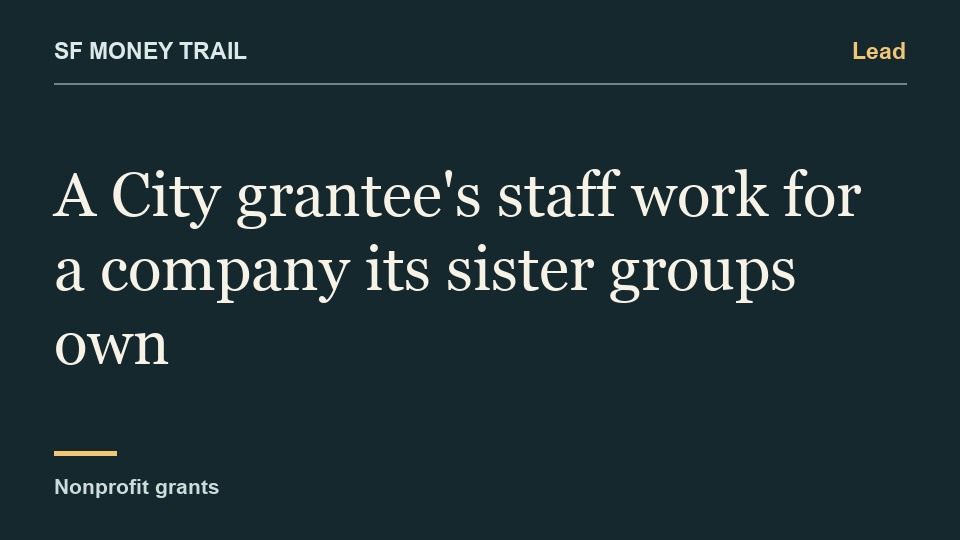 SF MONEY TRAIL
Lead
A City grantee's staff work for
a company its sister groups
own
Nonprofit grants